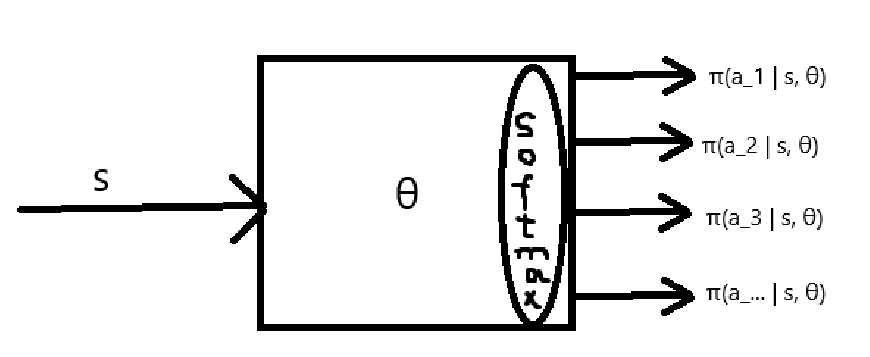 s
θ
softmax
π(a_1 | s, θ)
π(a_2 | s, θ)
π(a_3 | s, θ)
π(a_... | s, θ)